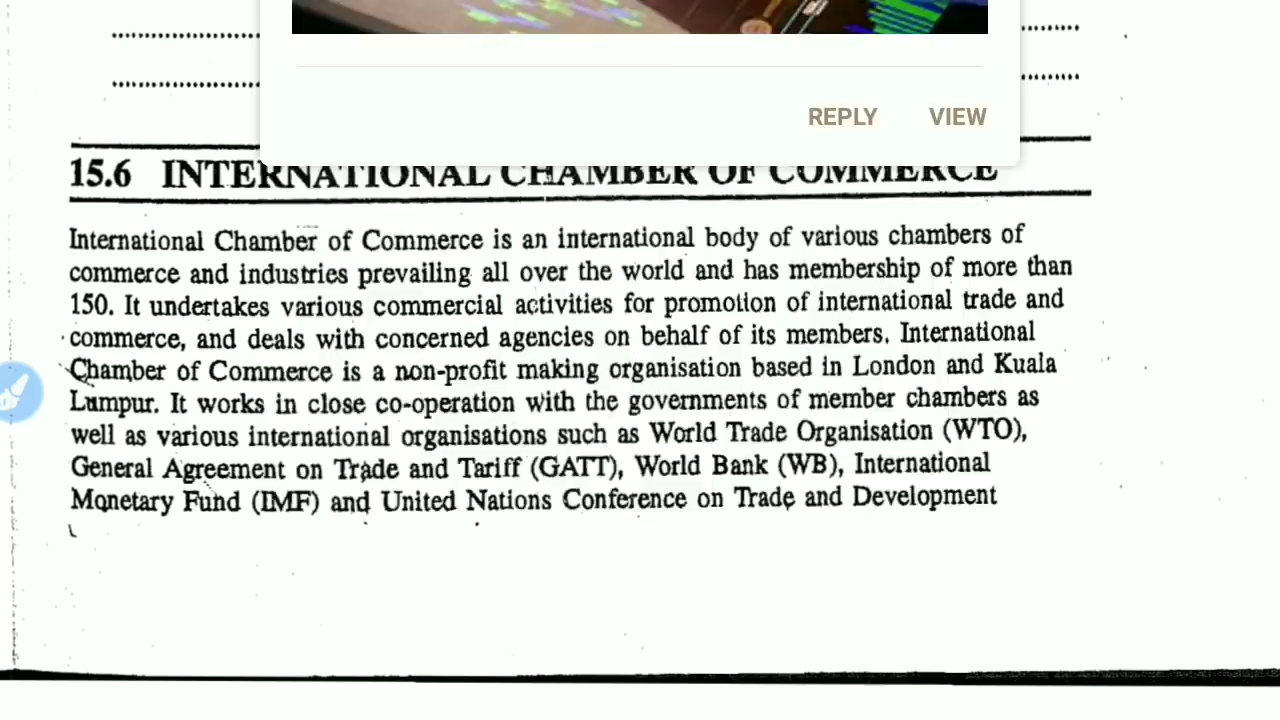 REPLY VIEW
15.6 INTERNATIONAL CHAMBER OF COMMERCE
International Chamber of Commerce is an international body of various chambers of
commerce and industries prevailing all over the world and has membership of more than
150. It undertakes various commercial activities for promotion of international trade and
commerce, and deals with concerned agencies on behalf of its members. International
Chamber of Commerce is a non-profit making organisation based in London and Kuala
Lumpur. It works in close co-operation with the governments of member chambers as
well as various international organisations such as World Trade Organisation (WTO),
General Agreement on Trade and Tariff (GATT), World Bank (WB), International
Monetary Fund (IMF) and United Nations Conference on Trade and Development